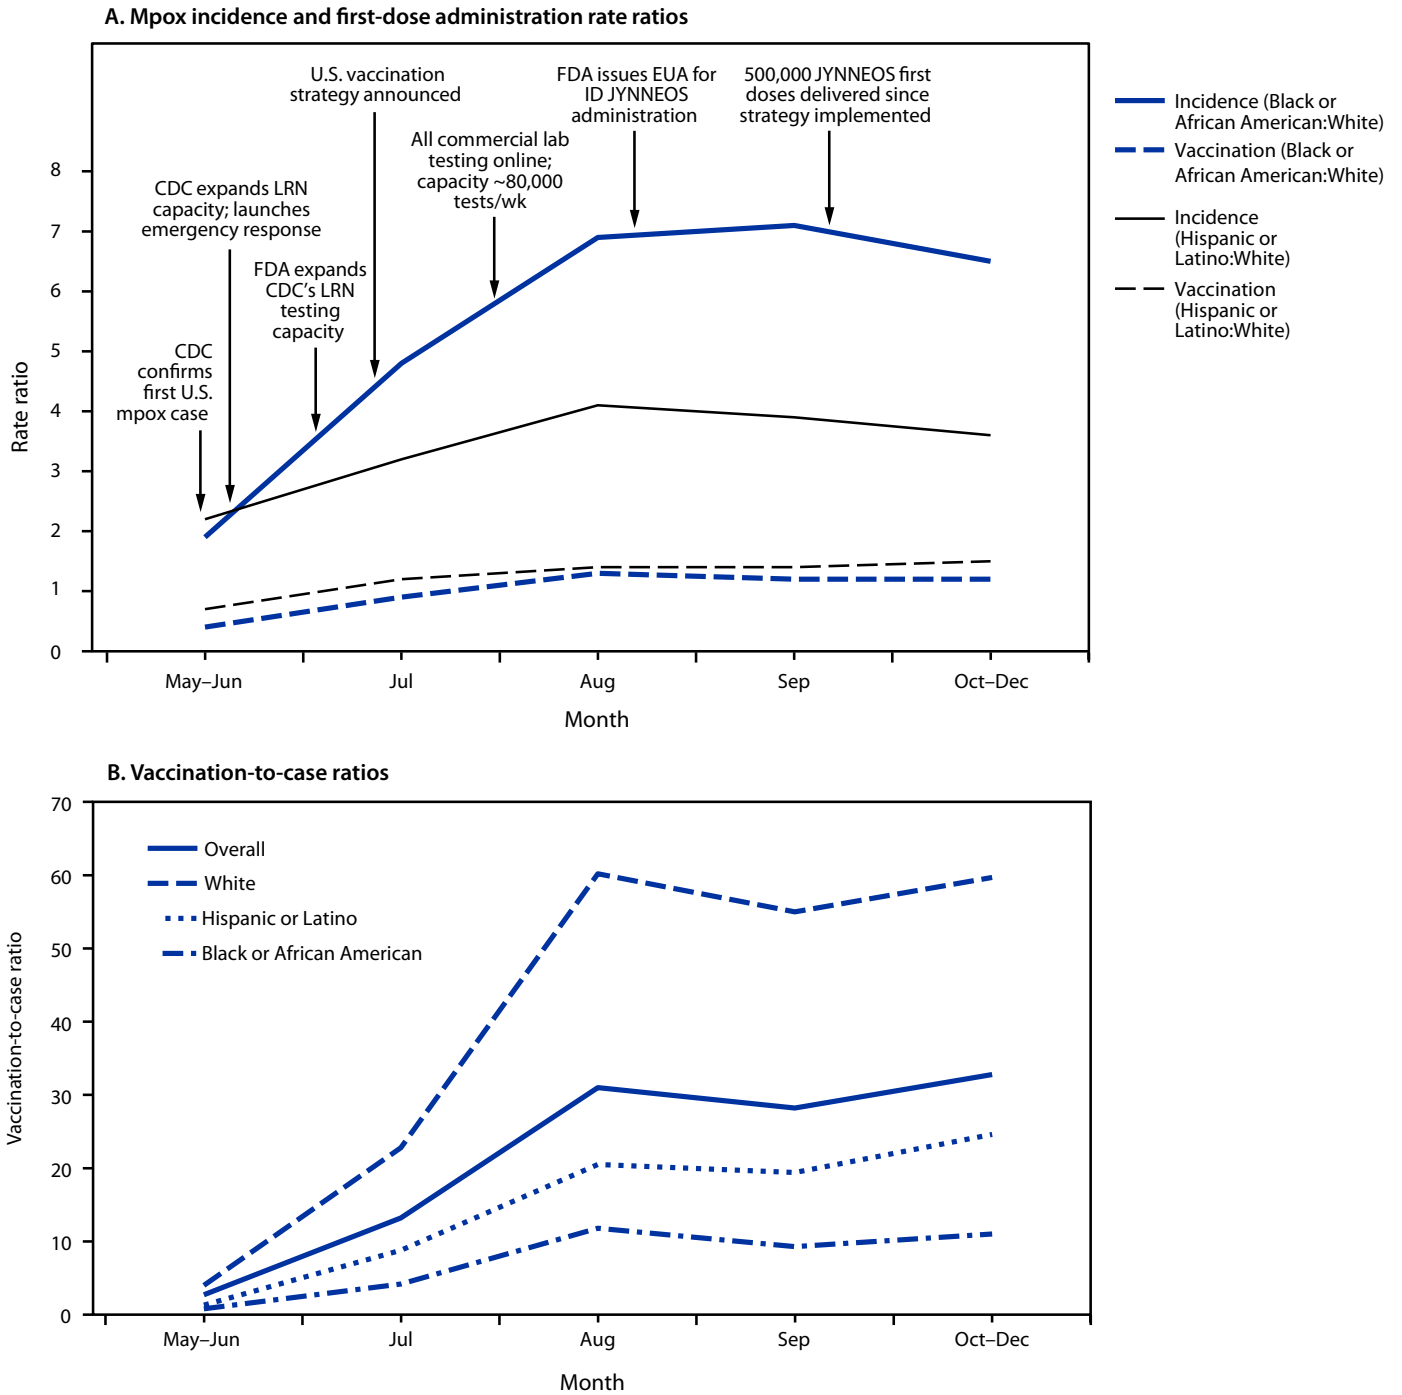 A. Mpox incidence and first-dose administration rate ratios
U.S. vaccination
strategy announced
FDA issues EUA for
ID JYNNEOS
administration
500,000 JYNNEOS first
doses delivered since
strategy implemented
All commercial lab
testing online;
capacity ~80,000
tests/wk
CDC expands LRN
capacity; launches
emergency response
FDA expands
CDC's LRN
testing
capacity
CDC
confirms
first U.S.
mpox case
Incidence (Black or
African American:White)
Vaccination (Black or
African American:White)
Incidence
(Hispanic or
Latino:White)
Vaccination
(Hispanic or
Latino:White)
Rate ratio
8
7
6
5
4
3
2
1
0
May–Jun
Jul
Aug
Sep
Oct–Dec
Month
B. Vaccination-to-case ratios
Overall
White
Hispanic or Latino
Black or African American
Vaccination-to-case ratio
70
60
50
40
30
20
10
0
May–Jun
Jul
Aug
Sep
Oct–Dec
Month